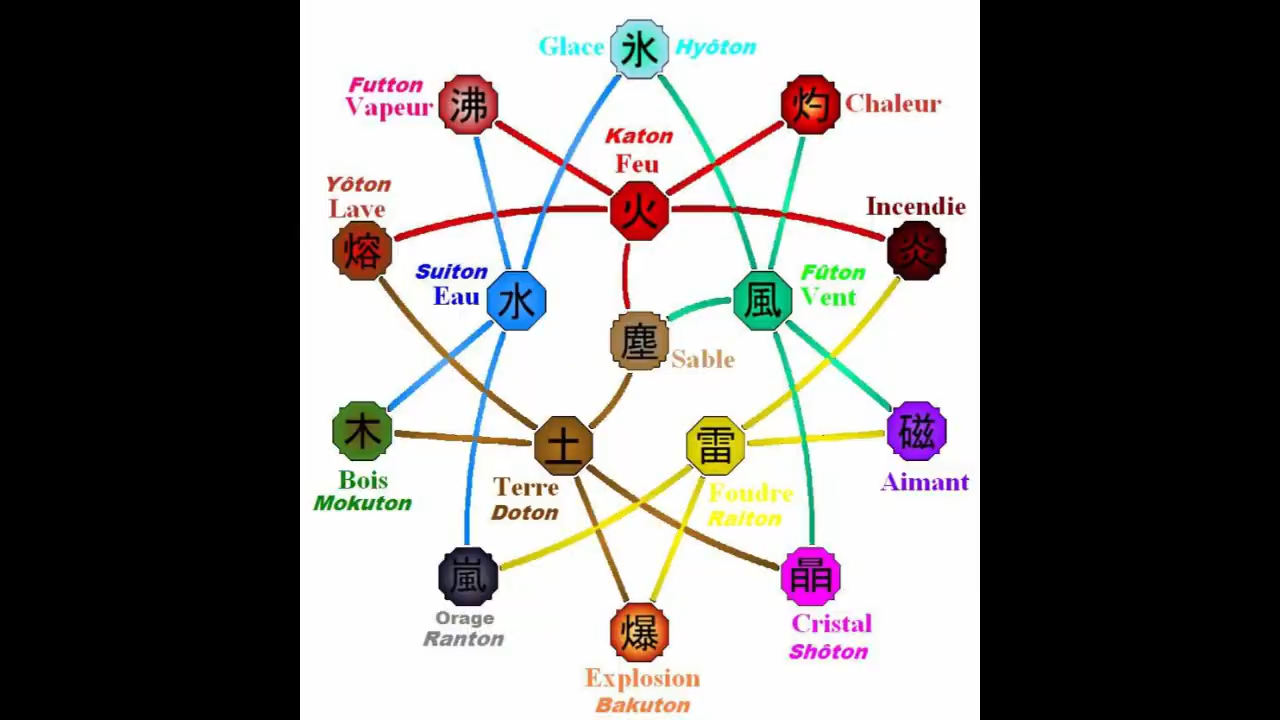 Glace 氷 Hyôton
Futton
Vapeur 沸
灼 Chaleur
Katon
Feu
火
Yôton
Lave
熔
Incendie
炎
Suiton
Eau 水
Fûton
風 Vent
塵 Sable
木
Bois
Mokuton
土
Terre
Doton
雷
Foudre
Raiton
磁
Aimant
嵐
Orage
Ranton
爆
Explosion
Bakuton
晶
Cristal
Shôton